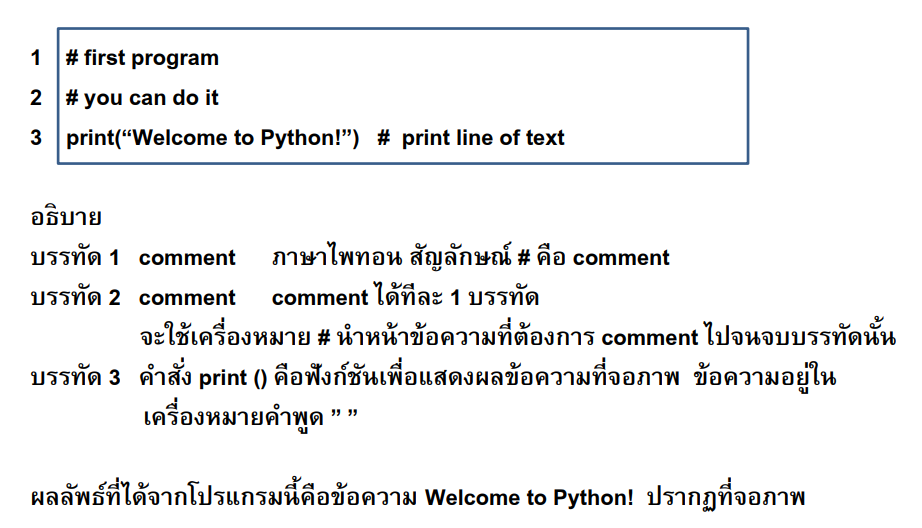 1 # first program
2 # you can do it
3 print(“Welcome to Python!”) # print line of text
อธิบาย
บรรทัด 1 comment ภาษาไพทอน สัญลักษณ์ # คือ comment
บรรทัด 2 comment comment ได้ทีละ 1 บรรทัด
จะใช้เครื่องหมาย # นำหน้าข้อความที่ต้องการ comment ไปจนจบบรรทัดนั้น
บรรทัด 3 คำสั่ง print () คือฟังก์ชันเพื่อแสดงผลข้อความที่จอภาพ ข้อความอยู่ใน
เครื่องหมายคำพูด ” ”
ผลลัพธ์ที่ได้จากโปรแกรมนี้คือข้อความ Welcome to Python! ปรากฏที่จอภาพ